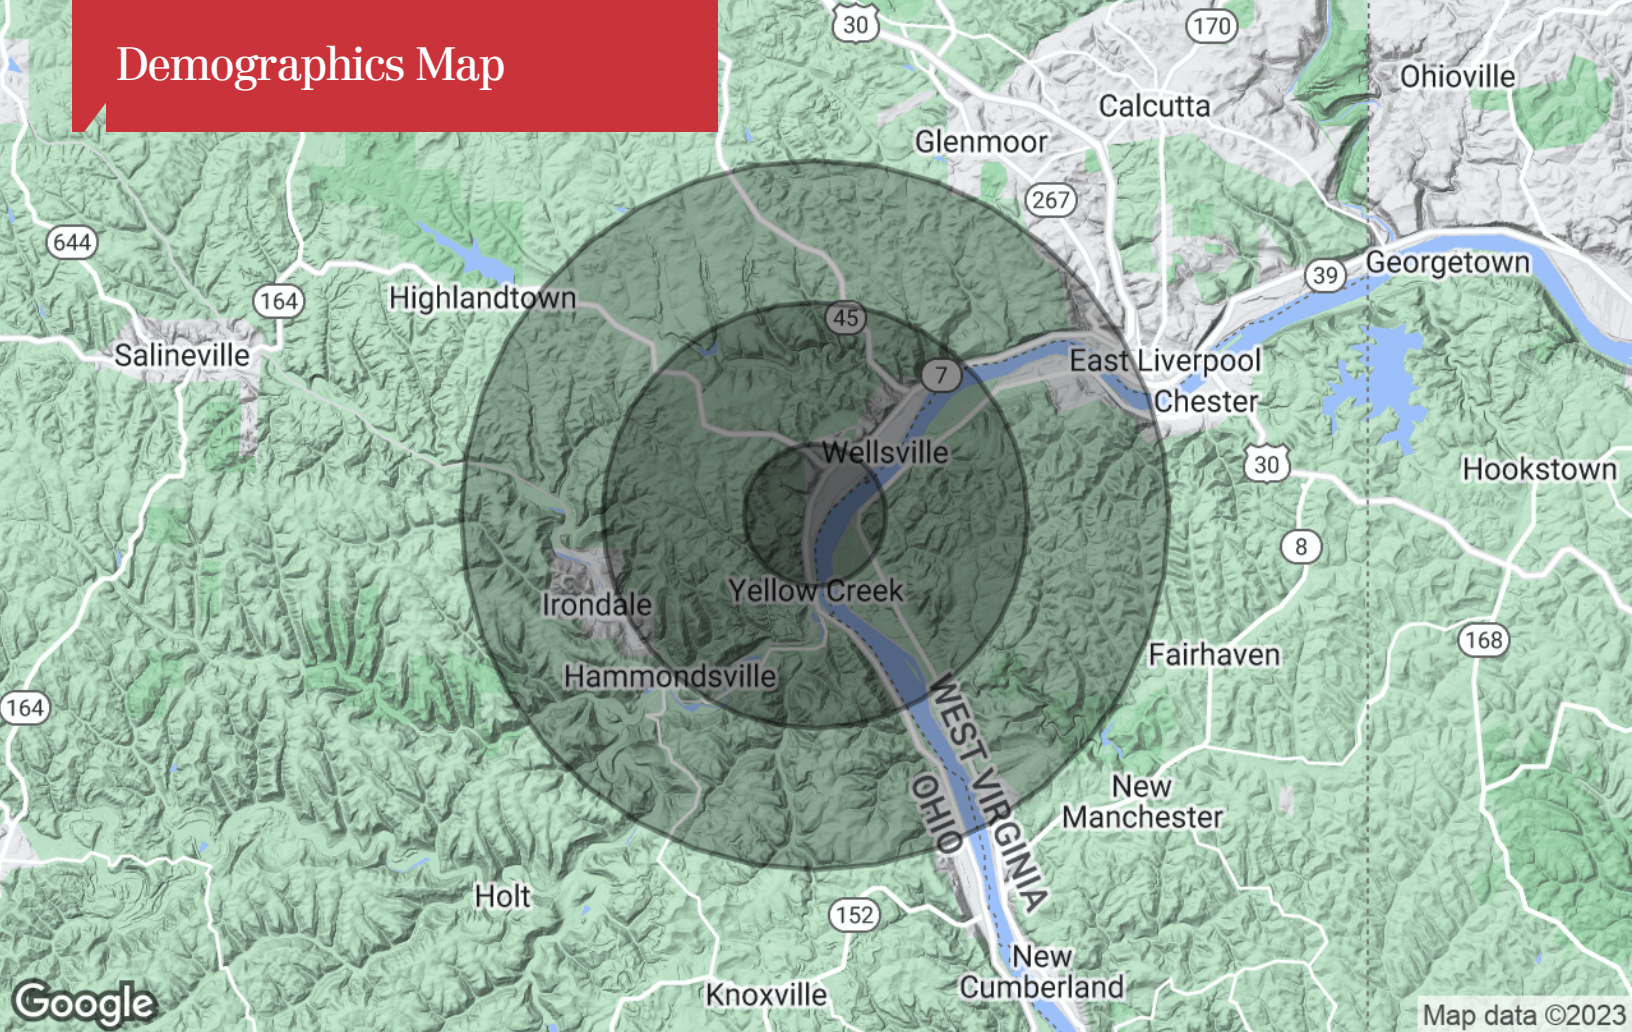 Demographics Map
30
170
Ohioville
Calcutta
Glenmoor
267
644
39
Georgetown
164
Highlandtown
45
Salineville
7
East Liverpool
Chester
Wellsville
30
Hookstown
8
Yellow Creek
Irondale
168
Fairhaven
Hammondsville
164
WEST VIRGINIA
OHIO
New
Manchester
Holt
152
New
Cumberland
Knoxville
Google
Map data ©2023